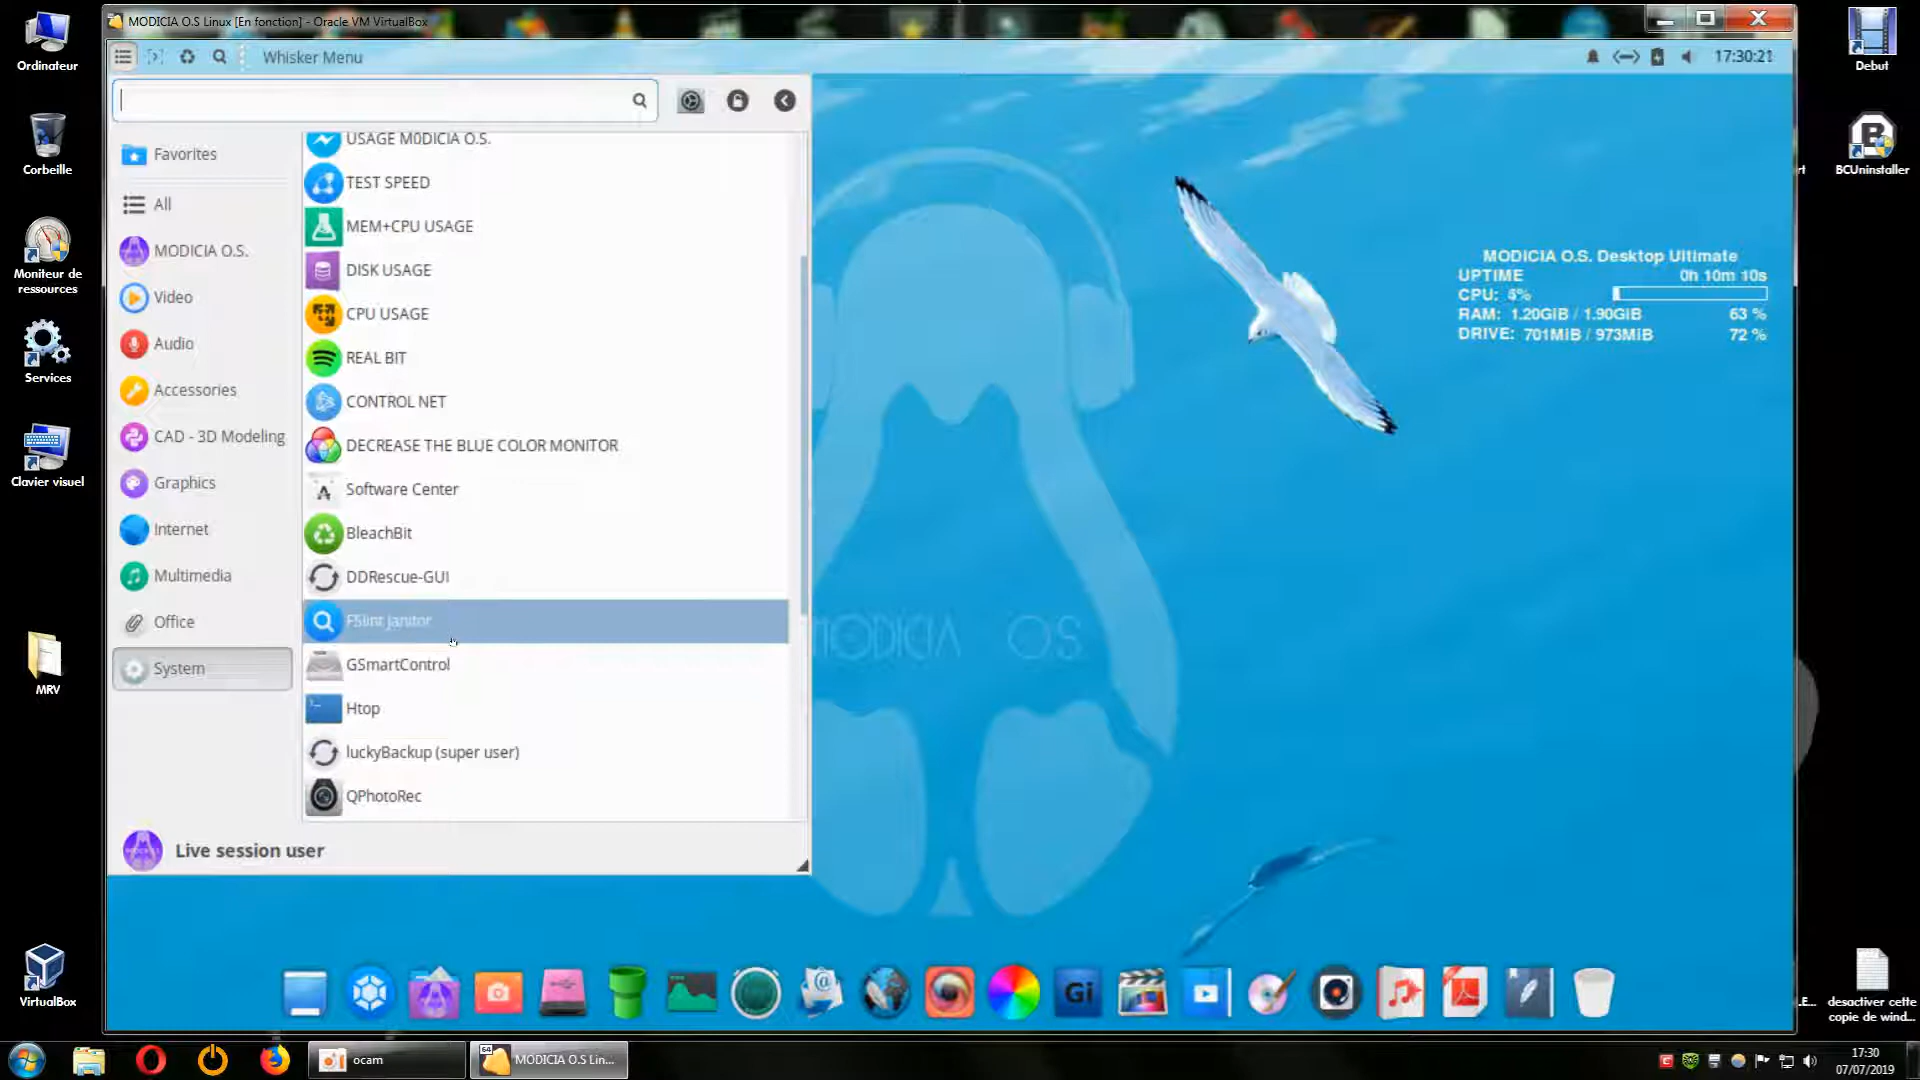 MODICIA O.S Linux [En fonction] - Oracle VM VirtualBox
Whisker Menu
17:30:21
Ordinateur
Corbeille
Moniteur de
ressources
Services
Clavier visuel
MRV
VirtualBox
Favorites
All
MODICIA O.S.
Video
Audio
Accessories
CAD - 3D Modeling
Graphics
Internet
Multimedia
Office
System
USAGE M0DICIA O.S.
TEST SPEED
MEM+CPU USAGE
DISK USAGE
CPU USAGE
REAL BIT
CONTROL NET
DECREASE THE BLUE COLOR MONITOR
Software Center
BleachBit
DDRescue-GUI
FSlint Janitor
GSmartControl
Htop
luckyBackup (super user)
QPhotoRec
Live session user
MODICIA O.S. Desktop Ultimate
UPTIME 0h 10m 10s
CPU: 6%
RAM: 1.20GiB / 1.90GiB 63 %
DRIVE: 701MiB / 973MiB 72 %
MODICIA OS
Gi
Debut
BCUninstaller
desactiver cette
copie de wind...
ocam
64
MODICIA O.S Lin...
17:30
07/07/2019